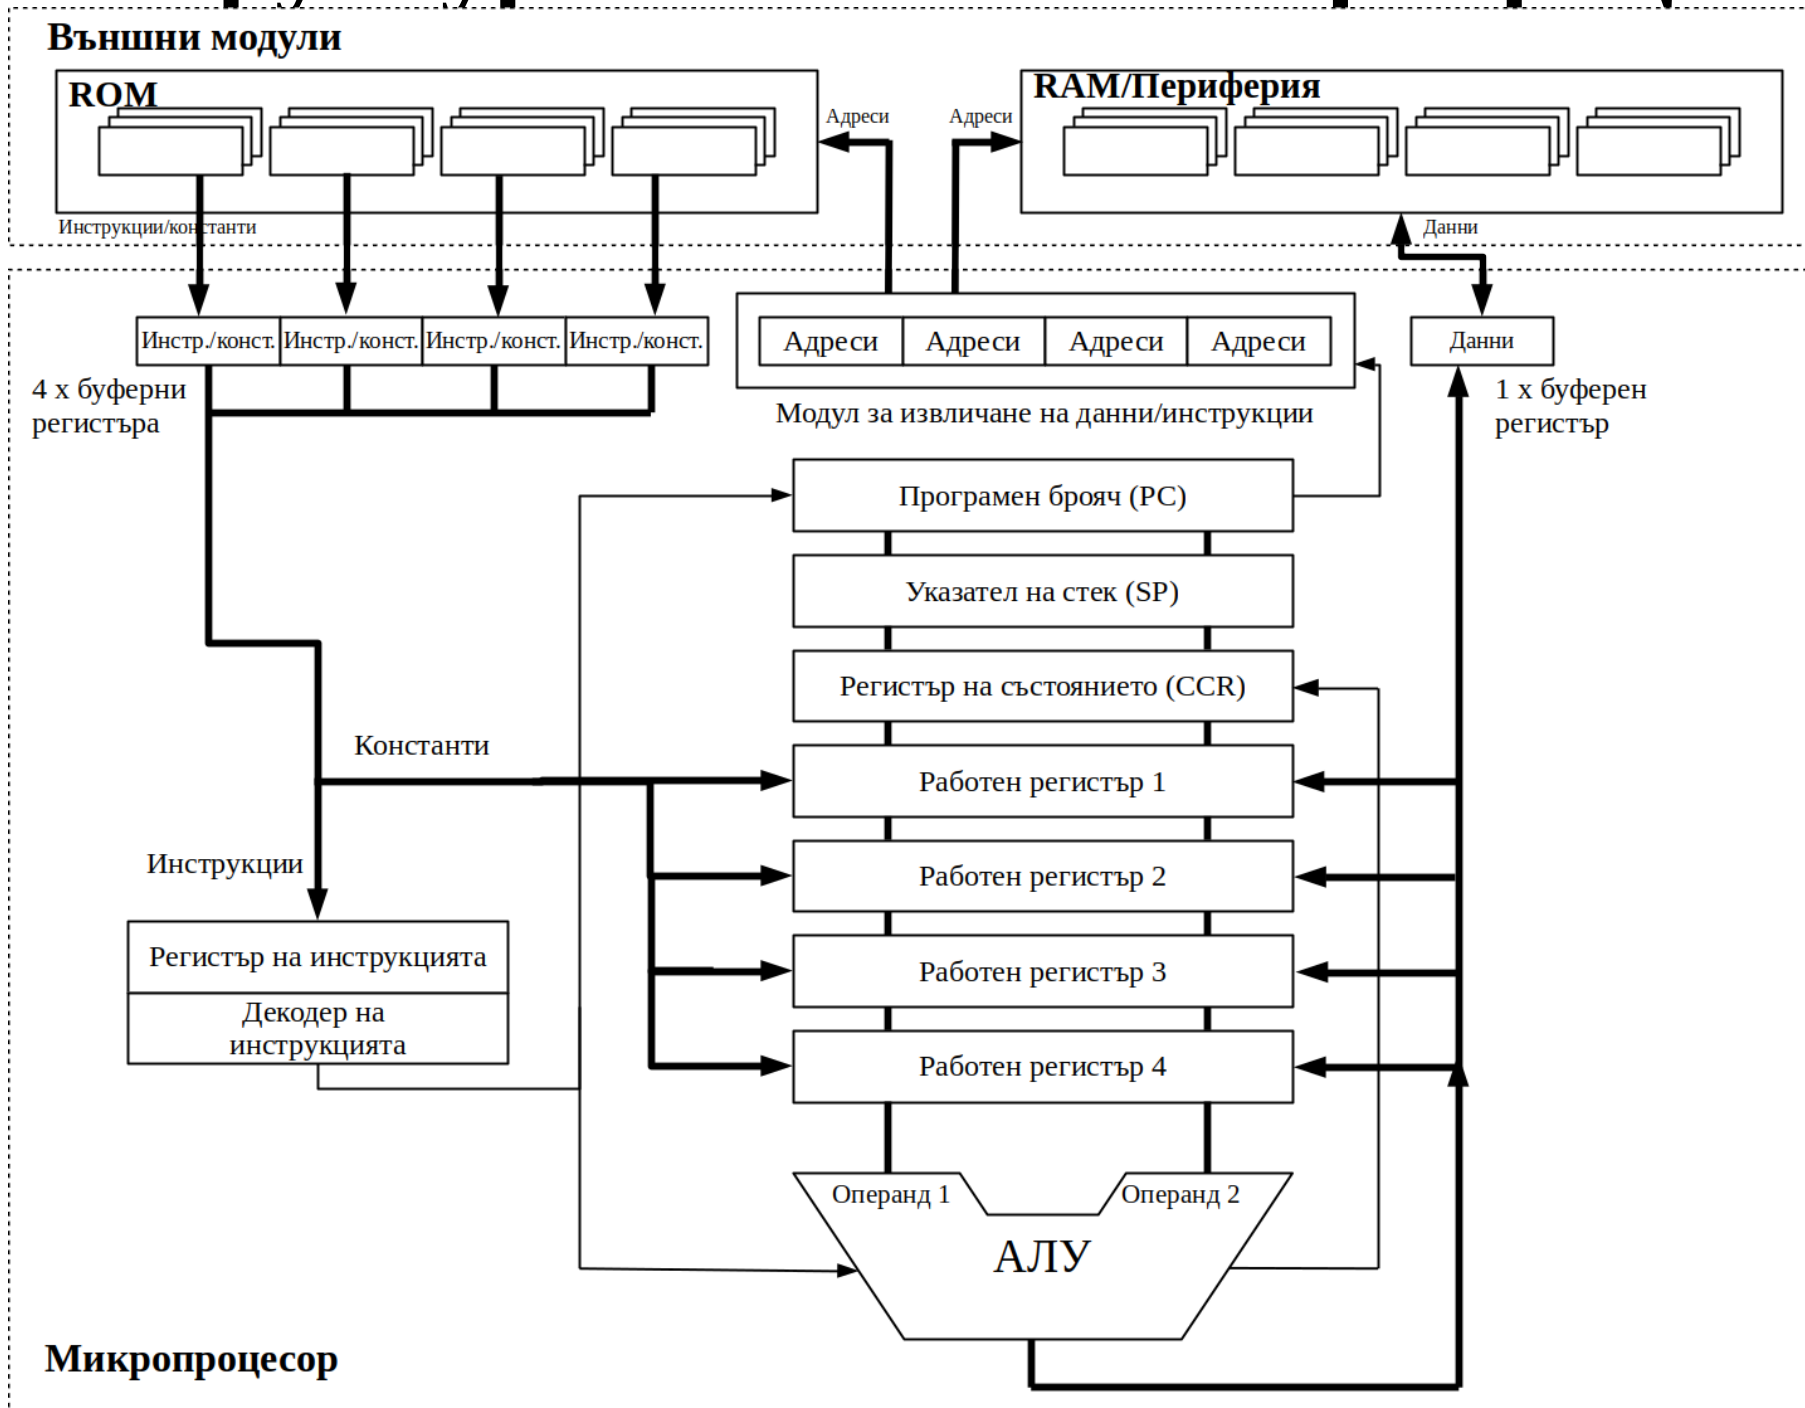 Външни модули
ROM
RAM/Периферия
Адреси
Адреси
Инструкции/константи
Данни
Инстр./конст.
Инстр./конст.
Инстр./конст.
Инстр./конст.
Адреси
Адреси
Адреси
Адреси
Данни
4 x буферни
регистъра
Модул за извличане на данни/инструкции
1 x буферен
регистър
Програмен брояч (PC)
Указател на стек (SP)
Регистър на състоянието (CCR)
Константи
Работен регистър 1
Инструкции
Работен регистър 2
Регистър на инструкцията
Работен регистър 3
Декодер на
инструкцията
Работен регистър 4
Операнд 1
Операнд 2
АЛУ
Микропроцесор